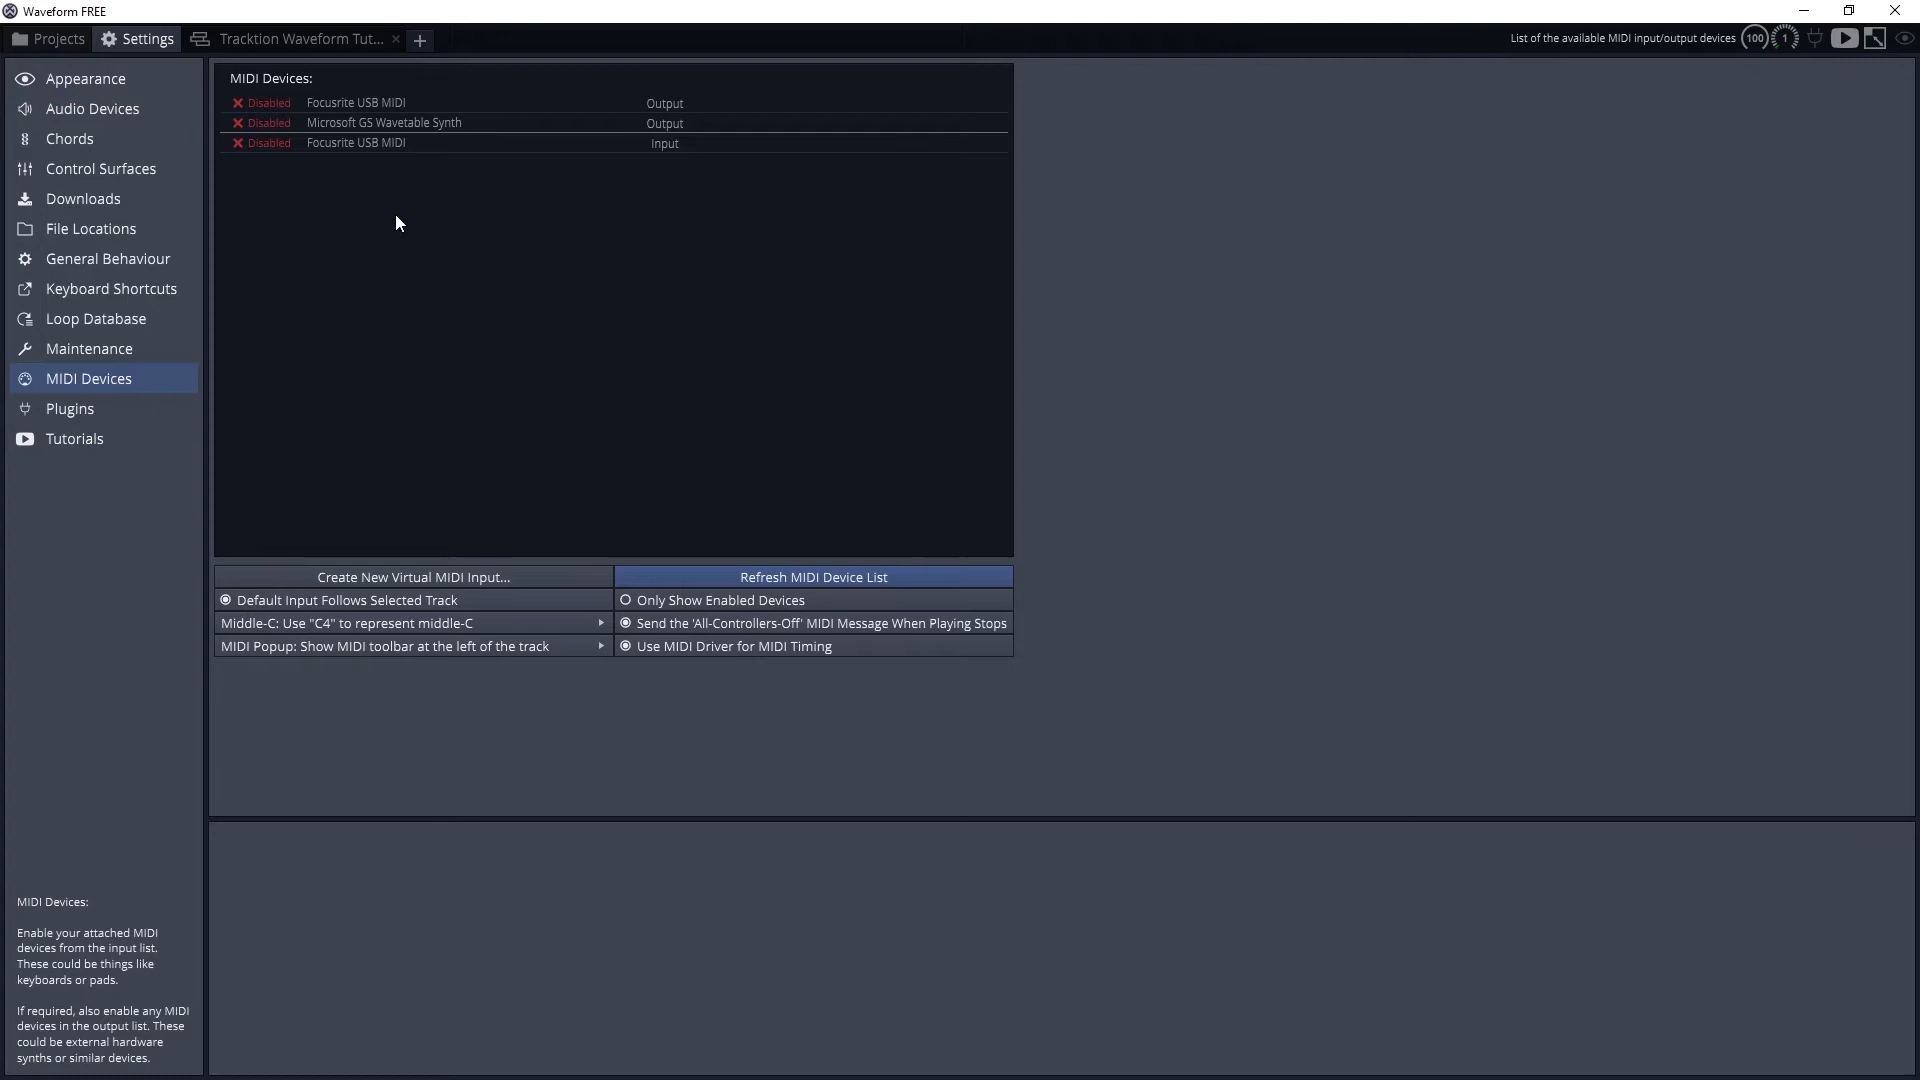 Waveform FREE
Projects
Settings
Tracktion Waveform Tut...
List of the available MIDI input/output devices
100
1
Appearance
Audio Devices
Chords
Control Surfaces
Downloads
File Locations
General Behaviour
Keyboard Shortcuts
Loop Database
Maintenance
MIDI Devices
Plugins
Tutorials
MIDI Devices:
Disabled Focusrite USB MIDI Output
Disabled Microsoft GS Wavetable Synth Output
Disabled Focusrite USB MIDI Input
Create New Virtual MIDI Input...
Refresh MIDI Device List
Default Input Follows Selected Track
Only Show Enabled Devices
Middle-C: Use "C4" to represent middle-C
Send the 'All-Controllers-Off' MIDI Message When Playing Stops
MIDI Popup: Show MIDI toolbar at the left of the track
Use MIDI Driver for MIDI Timing
MIDI Devices:
Enable your attached MIDI
devices from the input list.
These could be things like
keyboards or pads.
If required, also enable any MIDI
devices in the output list. These
could be external hardware
synths or similar devices.